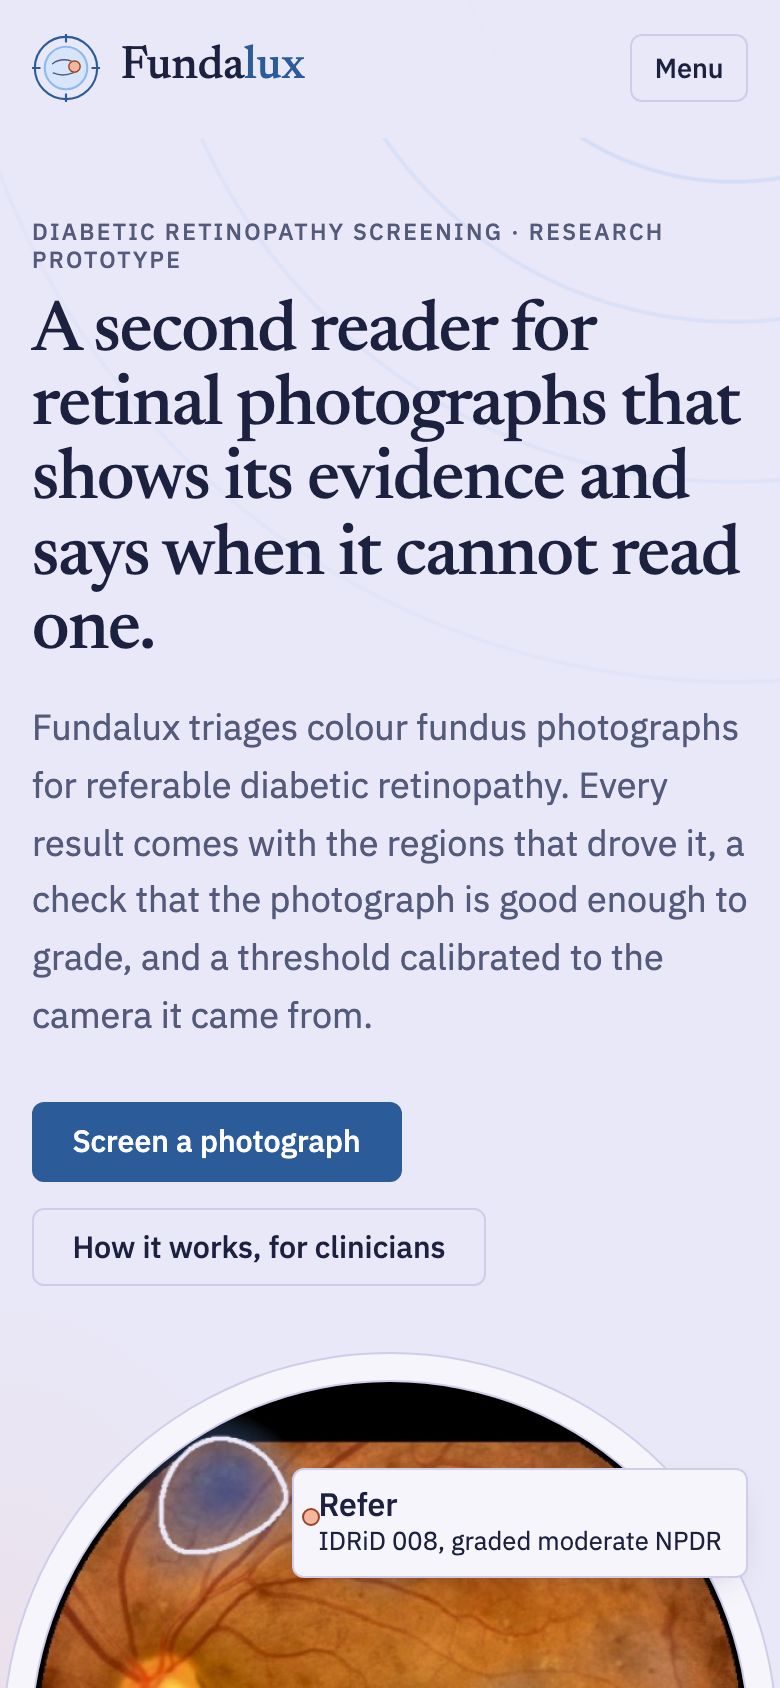 Fundalux
Menu
DIABETIC RETINOPATHY SCREENING · RESEARCH
PROTOTYPE
A second reader for
retinal photographs that
shows its evidence and
says when it cannot read
one.
Fundalux triages colour fundus photographs
for referable diabetic retinopathy. Every
result comes with the regions that drove it, a
check that the photograph is good enough to
grade, and a threshold calibrated to the
camera it came from.
Screen a photograph
How it works, for clinicians
Refer
IDRiD 008, graded moderate NPDR